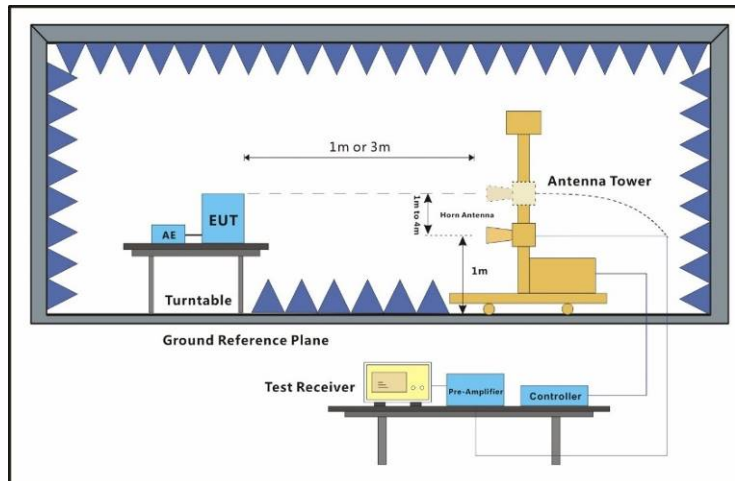 1m or 3m
Antenna Tower
1m to 4m
Horn Antenna
EUT
AE
1m
Turntable
Ground Reference Plane
Test Receiver
Pre-Amplifier
Controller